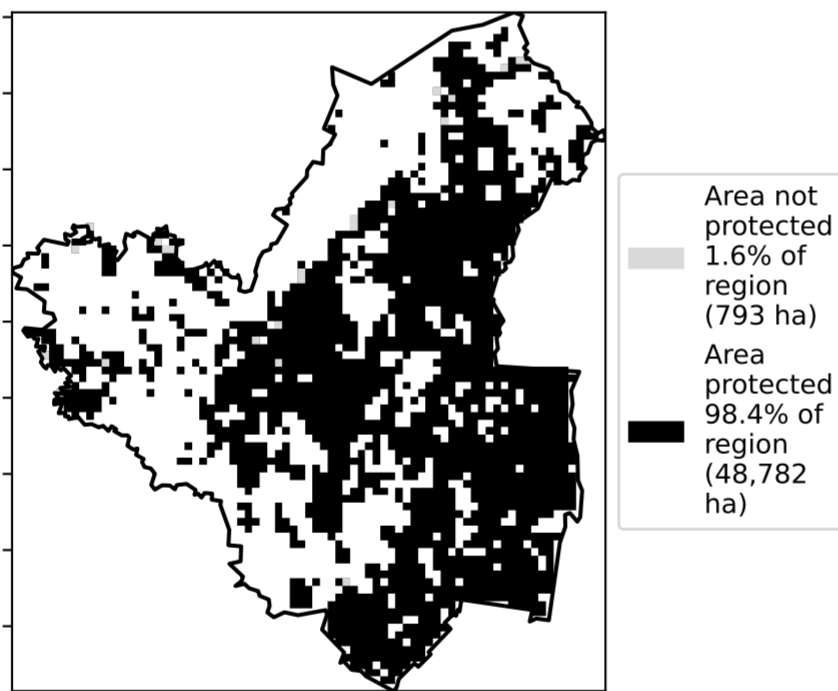 Area not
protected
1.6% of
region
(793 ha)
Area
protected
98.4% of
region
(48,782
ha)